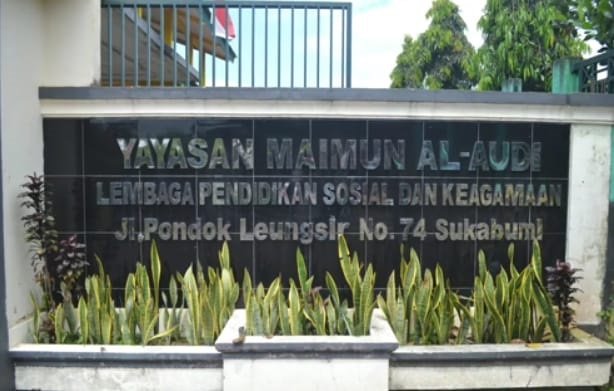 YAYASAN MAIMUN AL-AUDI
LEMBAGA PENDIDIKAN SOSIAL DAN KEAGAMAAN
Jl.Pondok Leungsir No.74 Sukabumi